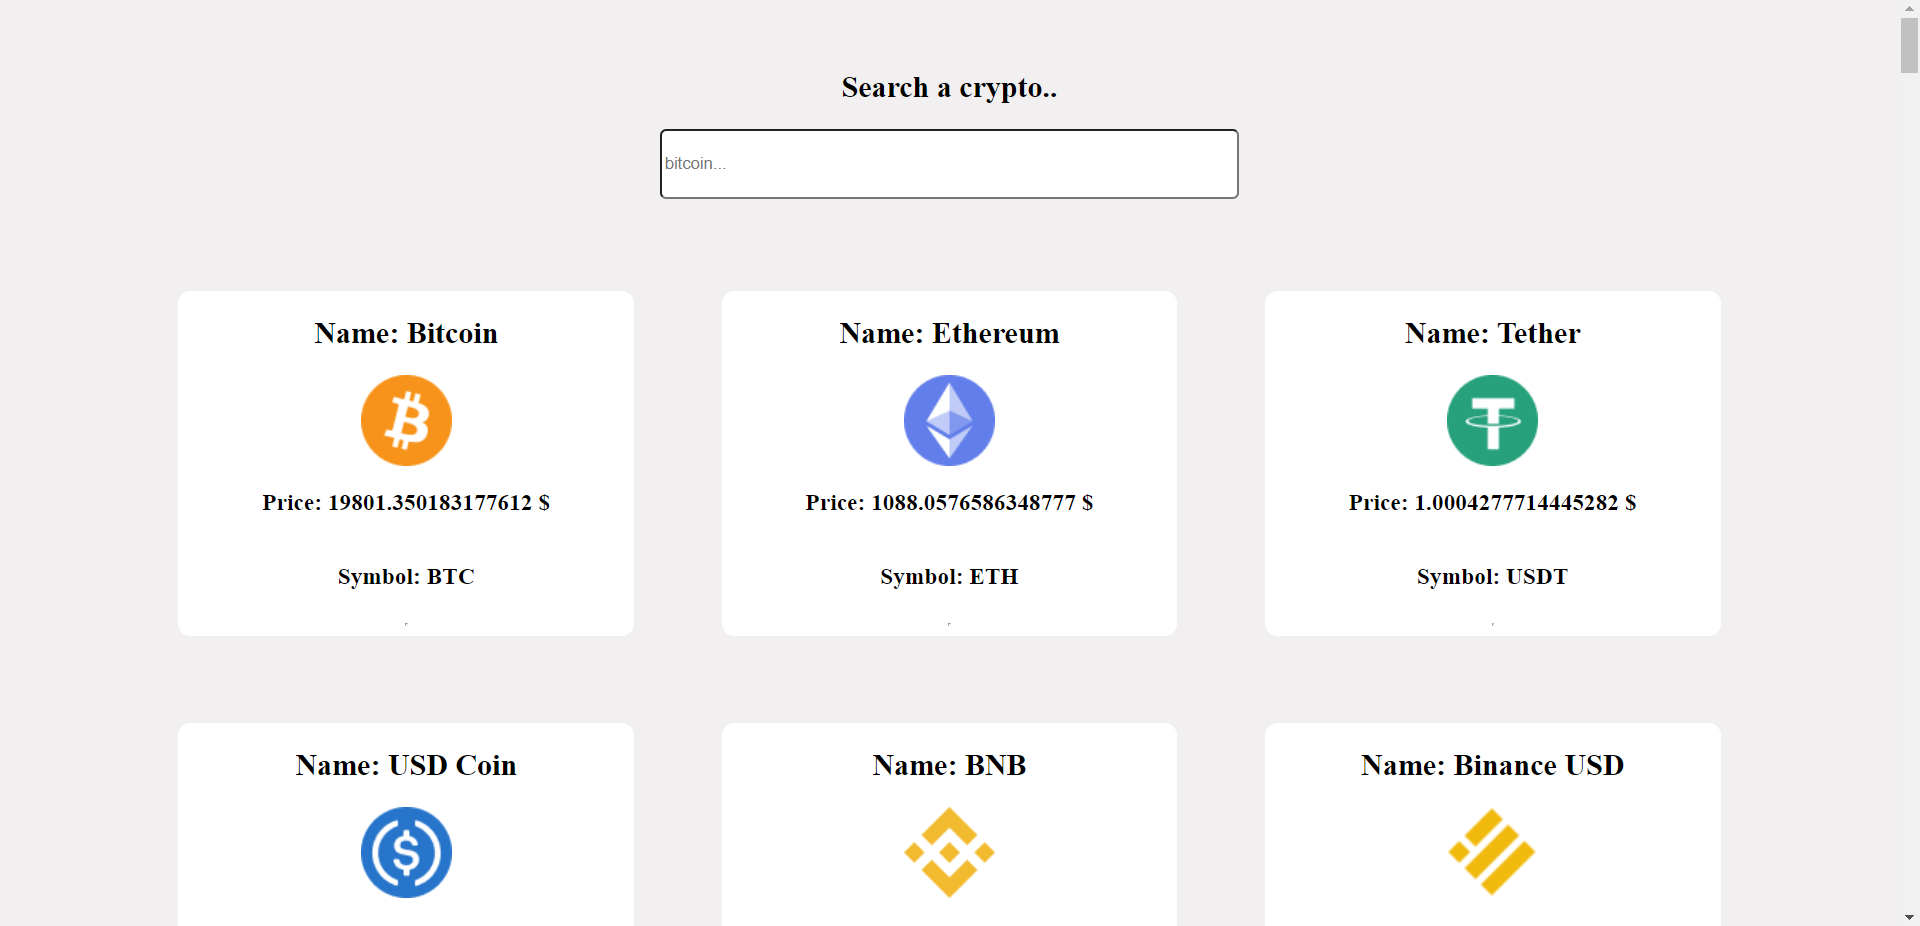 Search a crypto..
bitcoin...
Name: Bitcoin
Price: 19801.350183177612 $
Symbol: BTC
Name: Ethereum
Price: 1088.0576586348777 $
Symbol: ETH
Name: Tether
Price: 1.0004277714445282 $
Symbol: USDT
Name: USD Coin
Name: BNB
Name: Binance USD